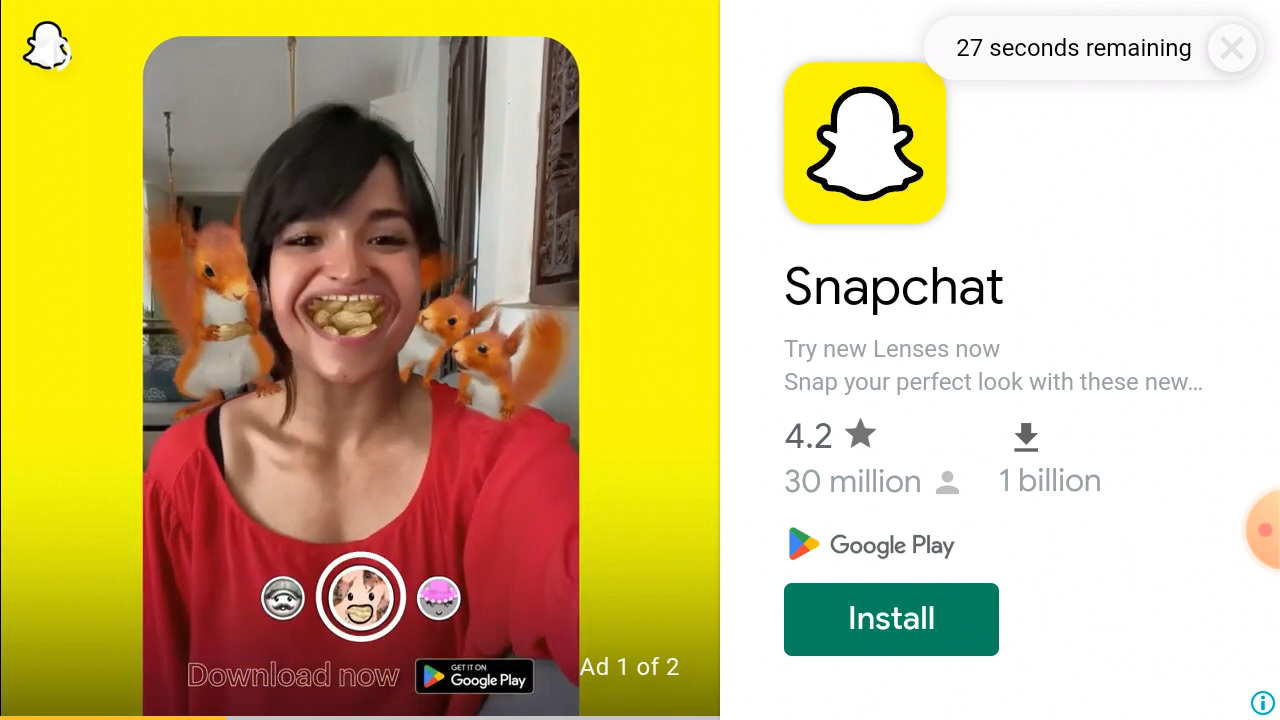 27 seconds remaining
Snapchat
Try new Lenses now
Snap your perfect look with these new...
4.2
30 million
1 billion
Google Play
Install
Download now
GET IT ON
Google Play
Ad 1 of 2